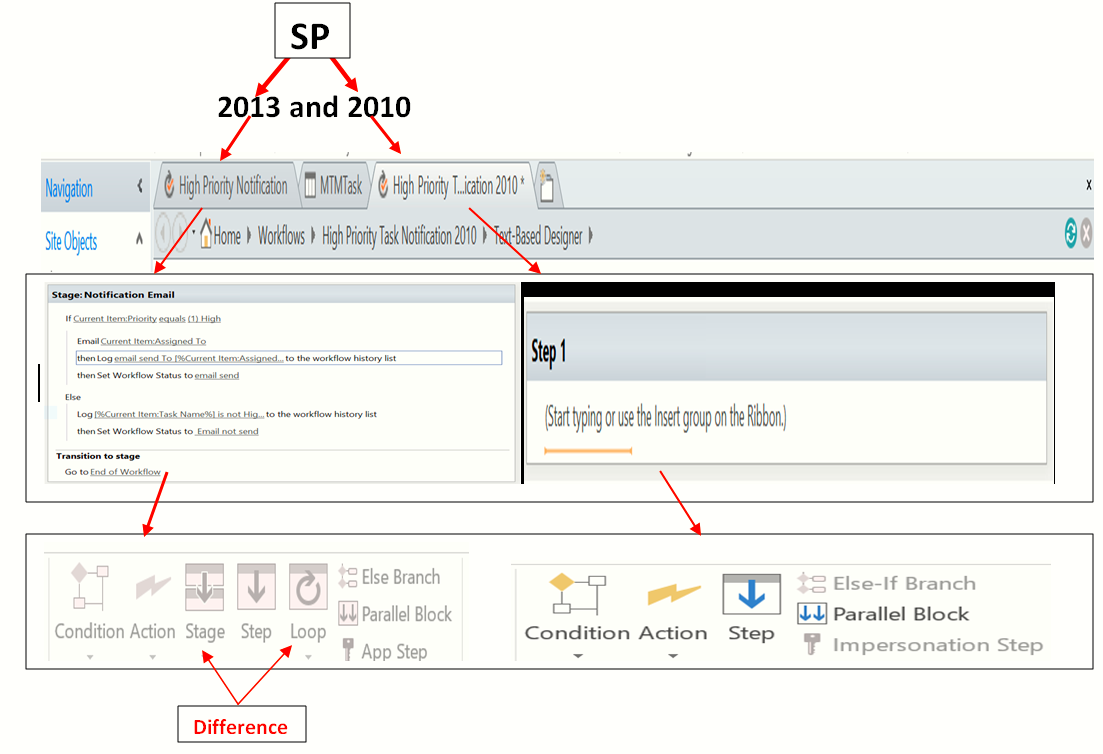 SP
2013 and 2010
Navigation
High Priority Notification
MTMTask
High Priority T...ication 2010 *
x
Site Objects
Home
Workflows
High Priority Task Notification 2010
Text-Based Designer
Stage: Notification Email
If Current Item:Priority equals (1) High
Email Current Item:Assigned To
then Log email send To [%Current Item:Assigned... to the workflow history list
then Set Workflow Status to email send
Else
Log [%Current Item:Task Name%] is not Hig... to the workflow history list
then Set Workflow Status to Email not send
Transition to stage
Go to End of Workflow
Step 1
(Start typing or use the Insert group on the Ribbon.)
Condition
Action
Stage
Step
Loop
Else Branch
Parallel Block
App Step
Condition
Action
Step
Else-If Branch
Parallel Block
Impersonation Step
Difference